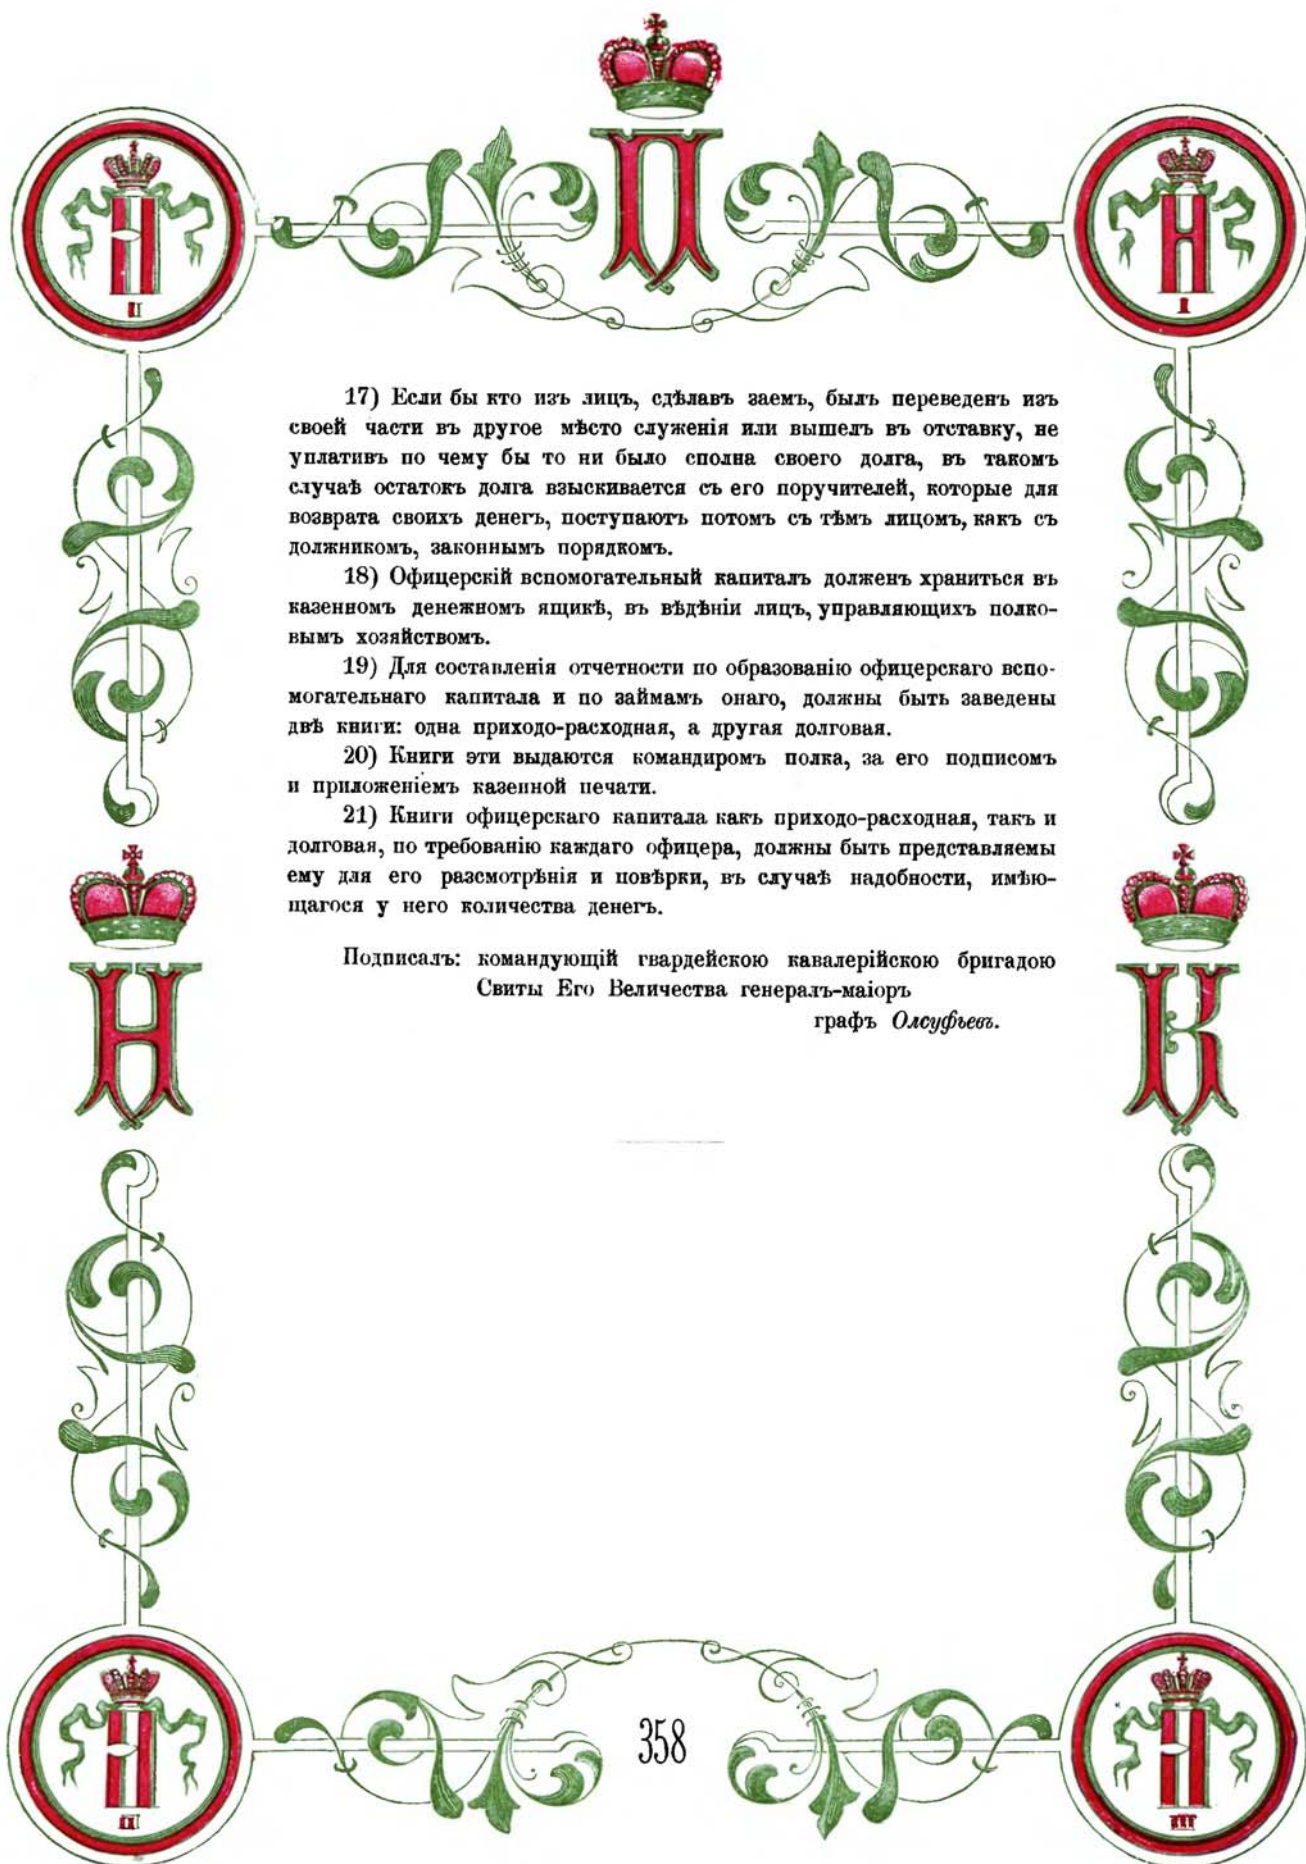 П
II
Н
I
17) Если бы кто изъ лицъ, сдѣлавъ заемъ, былъ переведенъ изъ
своей части въ другое мѣсто служенія или вышелъ въ отставку, не
уплативъ по чему бы то ни было сполна своего долга, въ такомъ
случаѣ остатокъ долга взыскивается съ его поручителей, которые для
возврата своихъ денегъ, поступаютъ потомъ съ тѣмъ лицомъ, какъ съ
должникомъ, законнымъ порядкомъ.
18) Офицерскій вспомогательный капиталъ долженъ храниться въ
казенномъ денежномъ ящикѣ, въ вѣдѣніи лицъ, управляющихъ полко-
вымъ хозяйствомъ.
19) Для составленія отчетности по образованію офицерскаго вспо-
могательнаго капитала и по займамъ онаго, должны быть заведены
двѣ книги: одна приходо-расходная, а другая долговая.
20) Книги эти выдаются командиромъ полка, за его подписомъ
и приложеніемъ казенной печати.
21) Книги офицерскаго капитала какъ приходо-расходная, такъ и
долговая, по требованію каждаго офицера, должны быть представляемы
ему для его разсмотрѣнія и повѣрки, въ случаѣ надобности, имѣю-
щагося у него количества денегъ.
Подписалъ: командующій гвардейскою кавалерійскою бригадою
Свиты Его Величества генералъ-маіоръ
графъ Олсуфьевъ.
Н
К
III
358